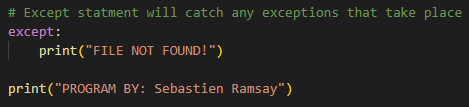 # Except statment will catch any exceptions that take place
except:
    print("FILE NOT FOUND!")
print("PROGRAM BY: Sebastien Ramsay")